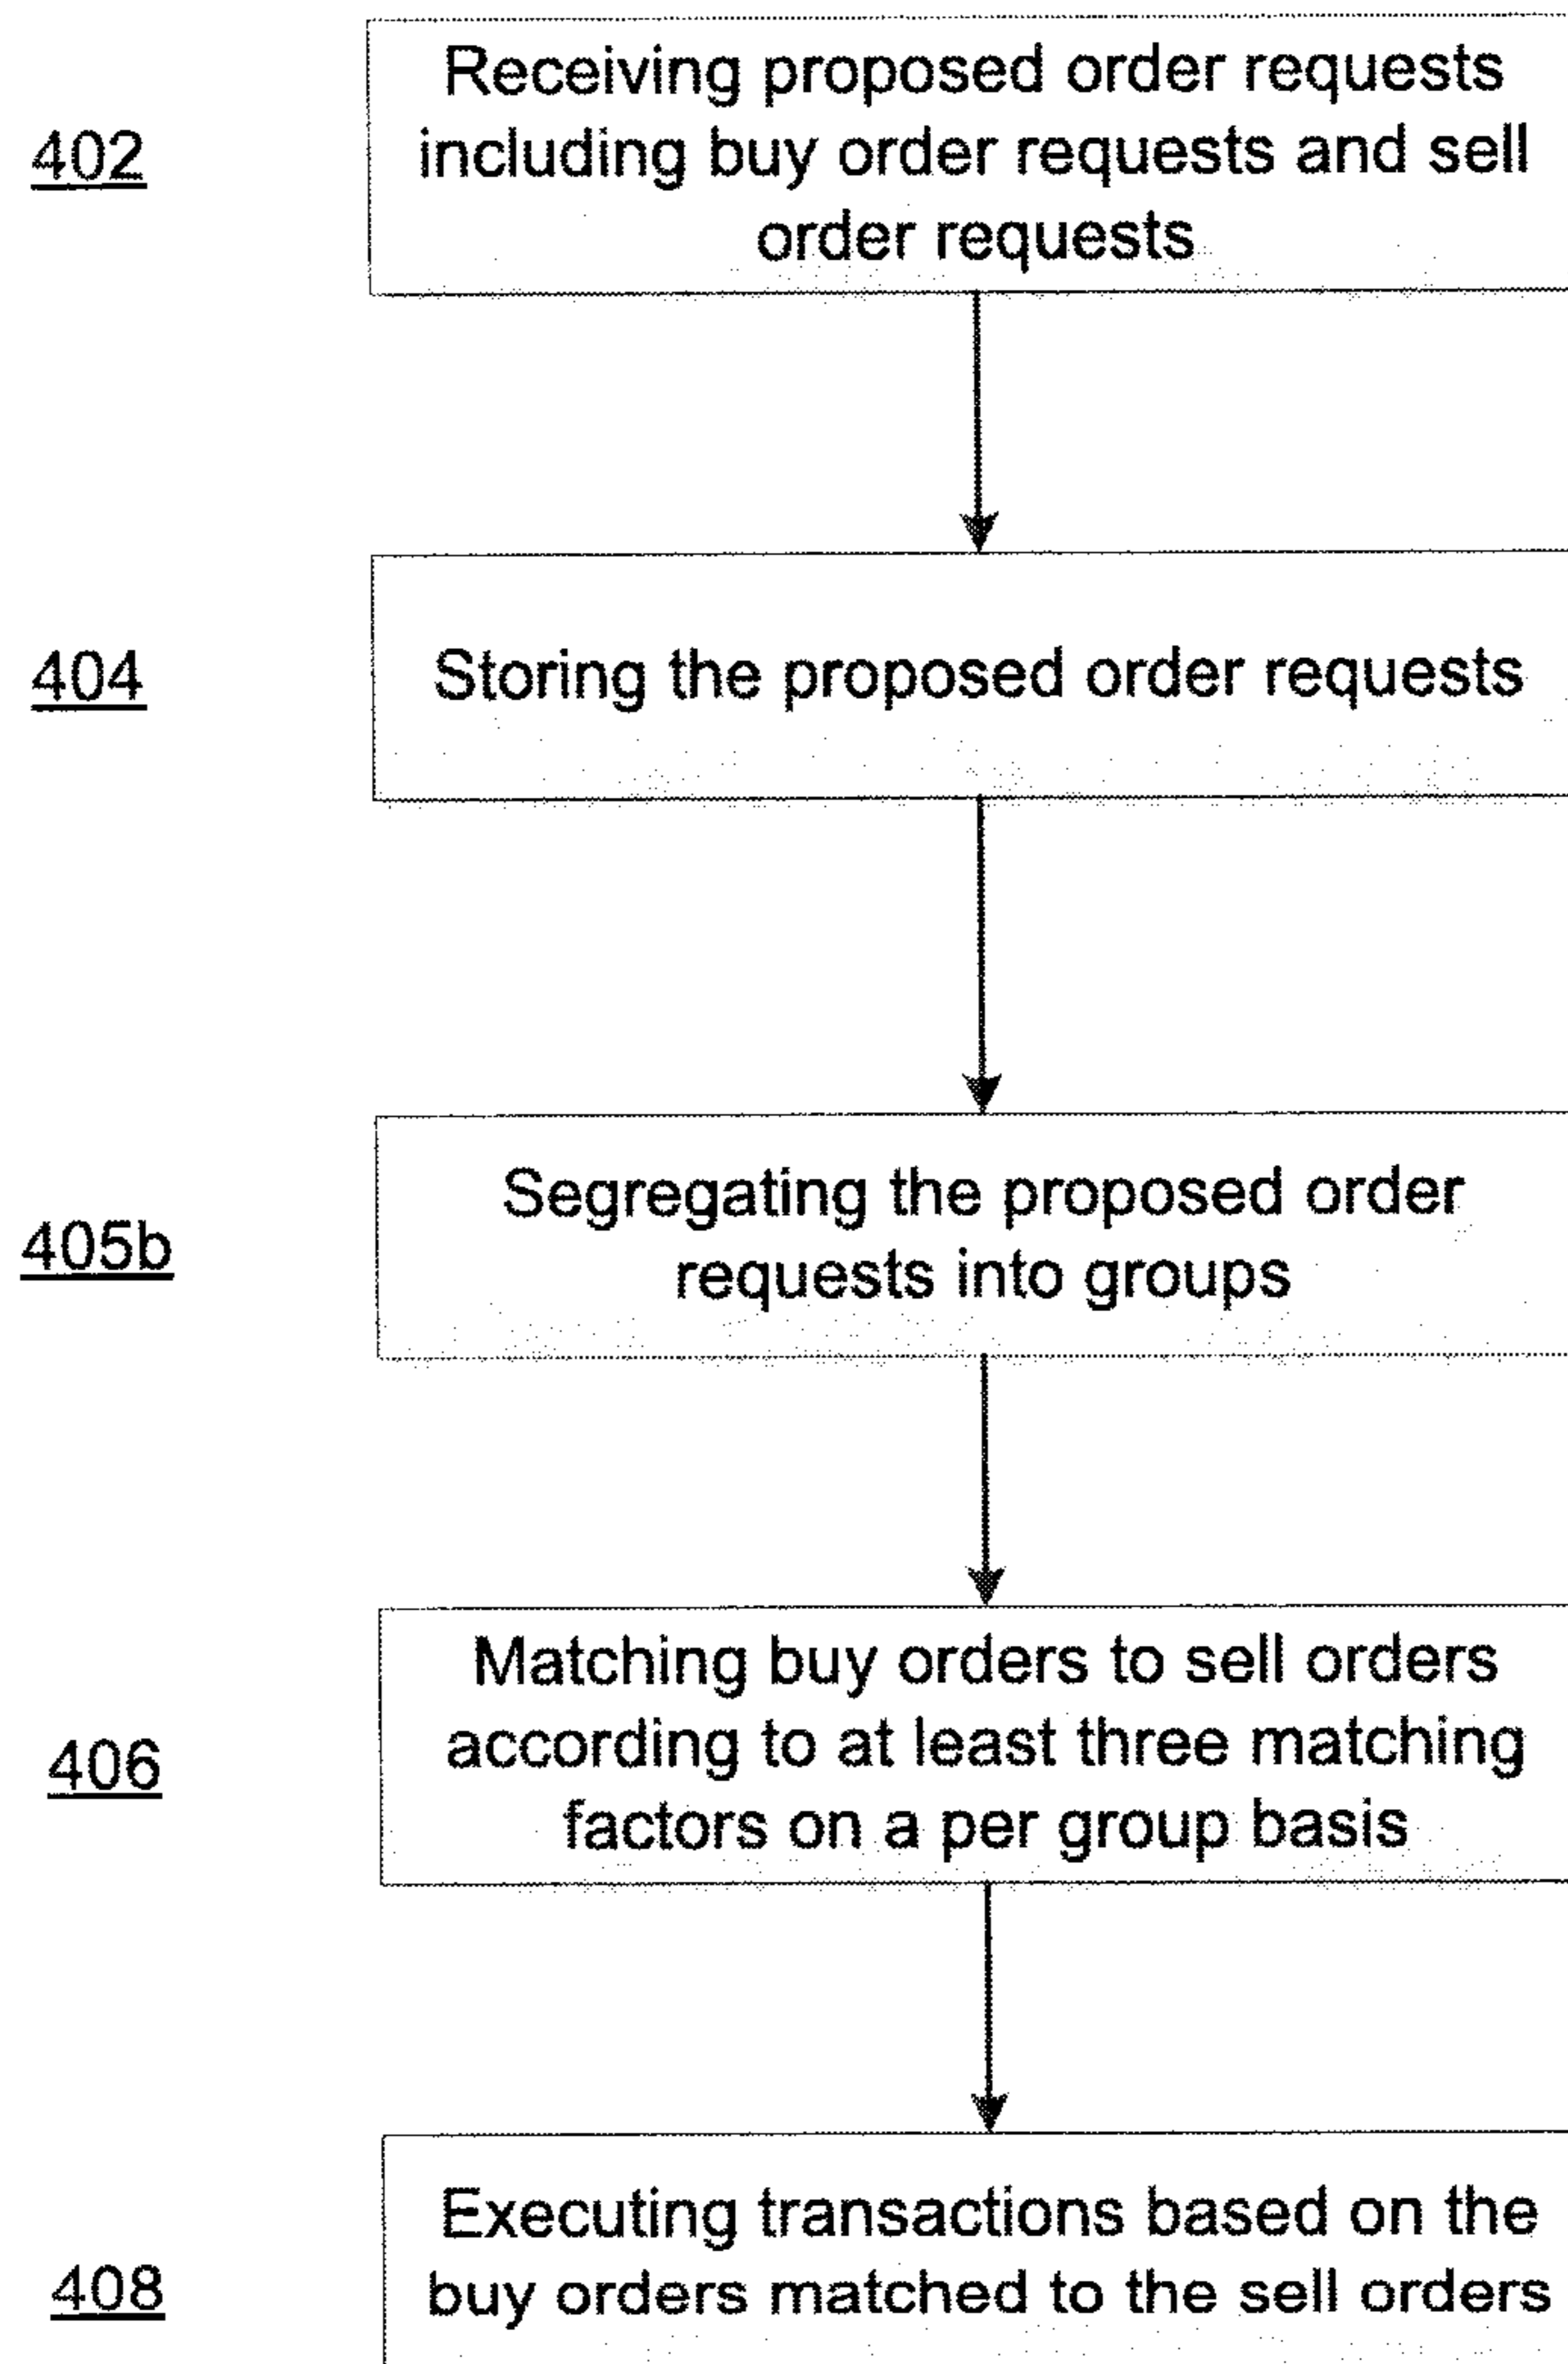 Receiving proposed order requests
402
including buy order requests and sell
order requests
404
Storing the proposed order requests
Segregating the proposed order
405b
requests into groups
Matching buy orders to sell orders
406
according to at least three matching
factors on a per group basis
Executing transactions based on the
408
buy orders matched to the sell orders